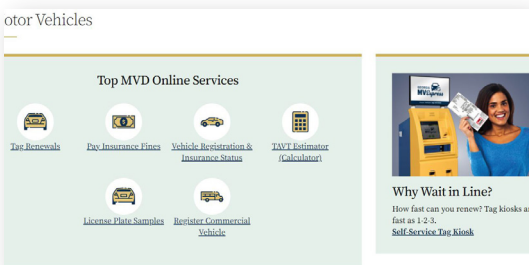 otor Vehicles
Top MVD Online Services
Tag Renewals
Pay Insurance Fines
Vehicle Registration &
Insurance Status
TAVT Estimator
(Calculator)
License Plate Samples
Register Commercial
Vehicle
MVExpress
Why Wait in Line?
How fast can you renew? Tag kiosks a
fast as 1-2-3.
Self-Service Tag Kiosk